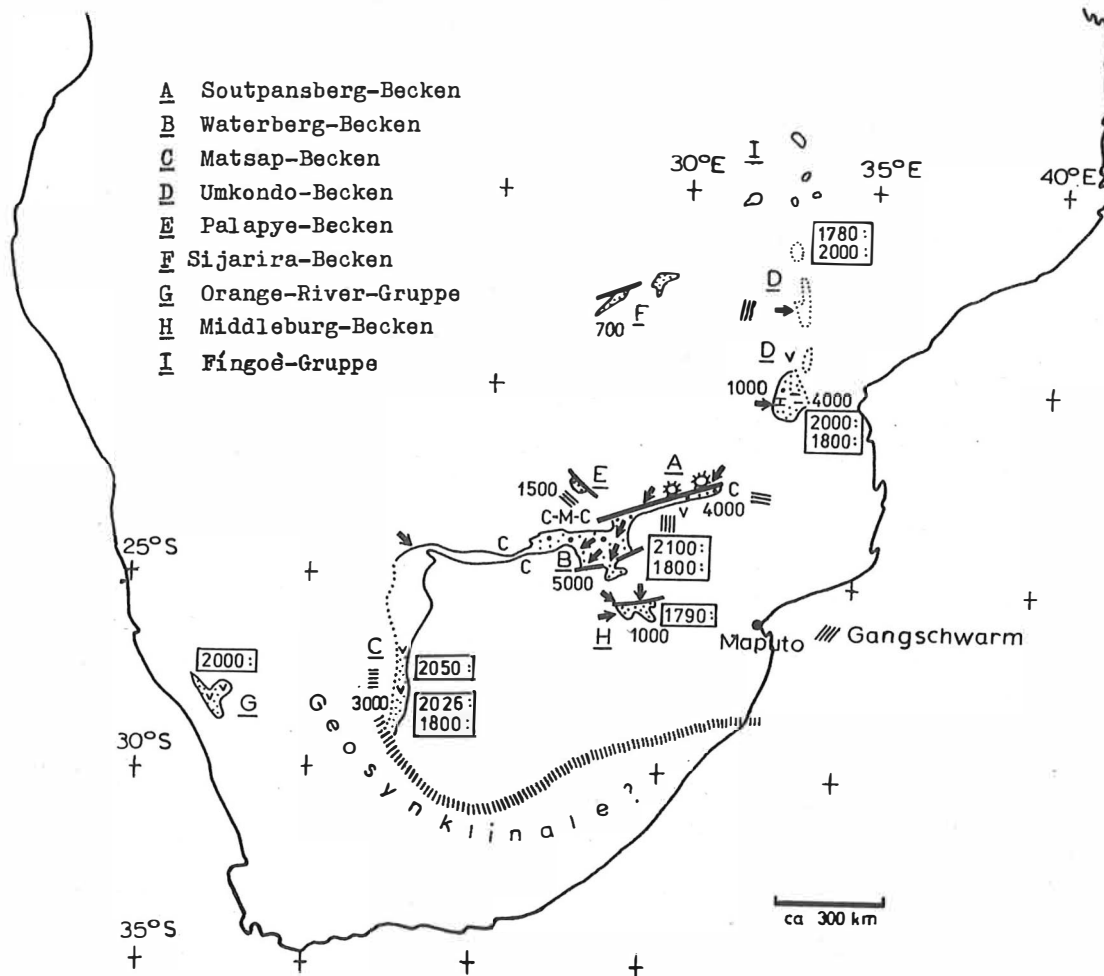 A Soutpansberg-Becken
B Waterberg-Becken
C Matsap-Becken
D Umkondo-Becken
E Palapye-Becken
F Sijarira-Becken
G Orange-River-Gruppe
H Middleburg-Becken
I Fíngoè-Gruppe
30°E
I
35°E
40°E
1780:
2000:
D
700
F
D
v
1000
I - 4000
2000:
1800:
A
E
1500
C
4000
v
C-M-C
C
C
B
5000
2100:
1800:
25°S
1790:
H
1000
Maputo
Gangschwarm
C
2000:
G
3000
2050:
2026:
1800:
Geosynklinale?
30°S
35°S
ca 300 km